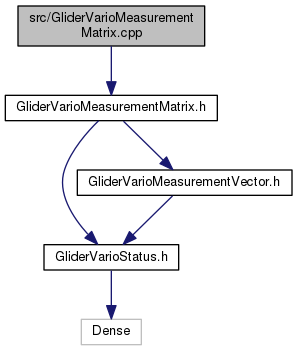 src/GliderVarioMeasurement
Matrix.cpp
GliderVarioMeasurementMatrix.h
GliderVarioMeasurementVector.h
GliderVarioStatus.h
Dense